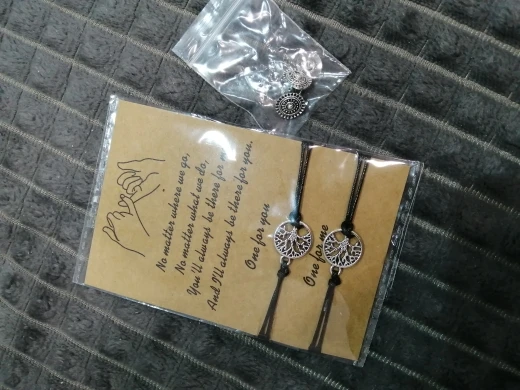 No matter where we go,
No matter what we do,
You'll always be there for me
And I'll always be there for you.
One for you
One for me